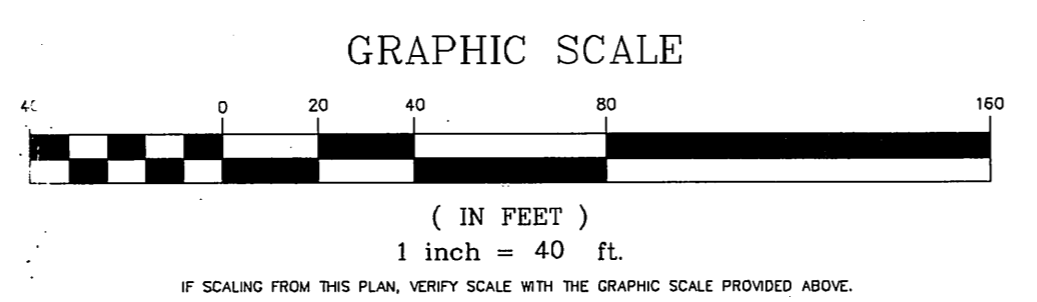 GRAPHIC SCALE
0 20 40 80 160
( IN FEET )
1 inch = 40 ft.
IF SCALING FROM THIS PLAN, VERIFY SCALE WITH THE GRAPHIC SCALE PROVIDED ABOVE.